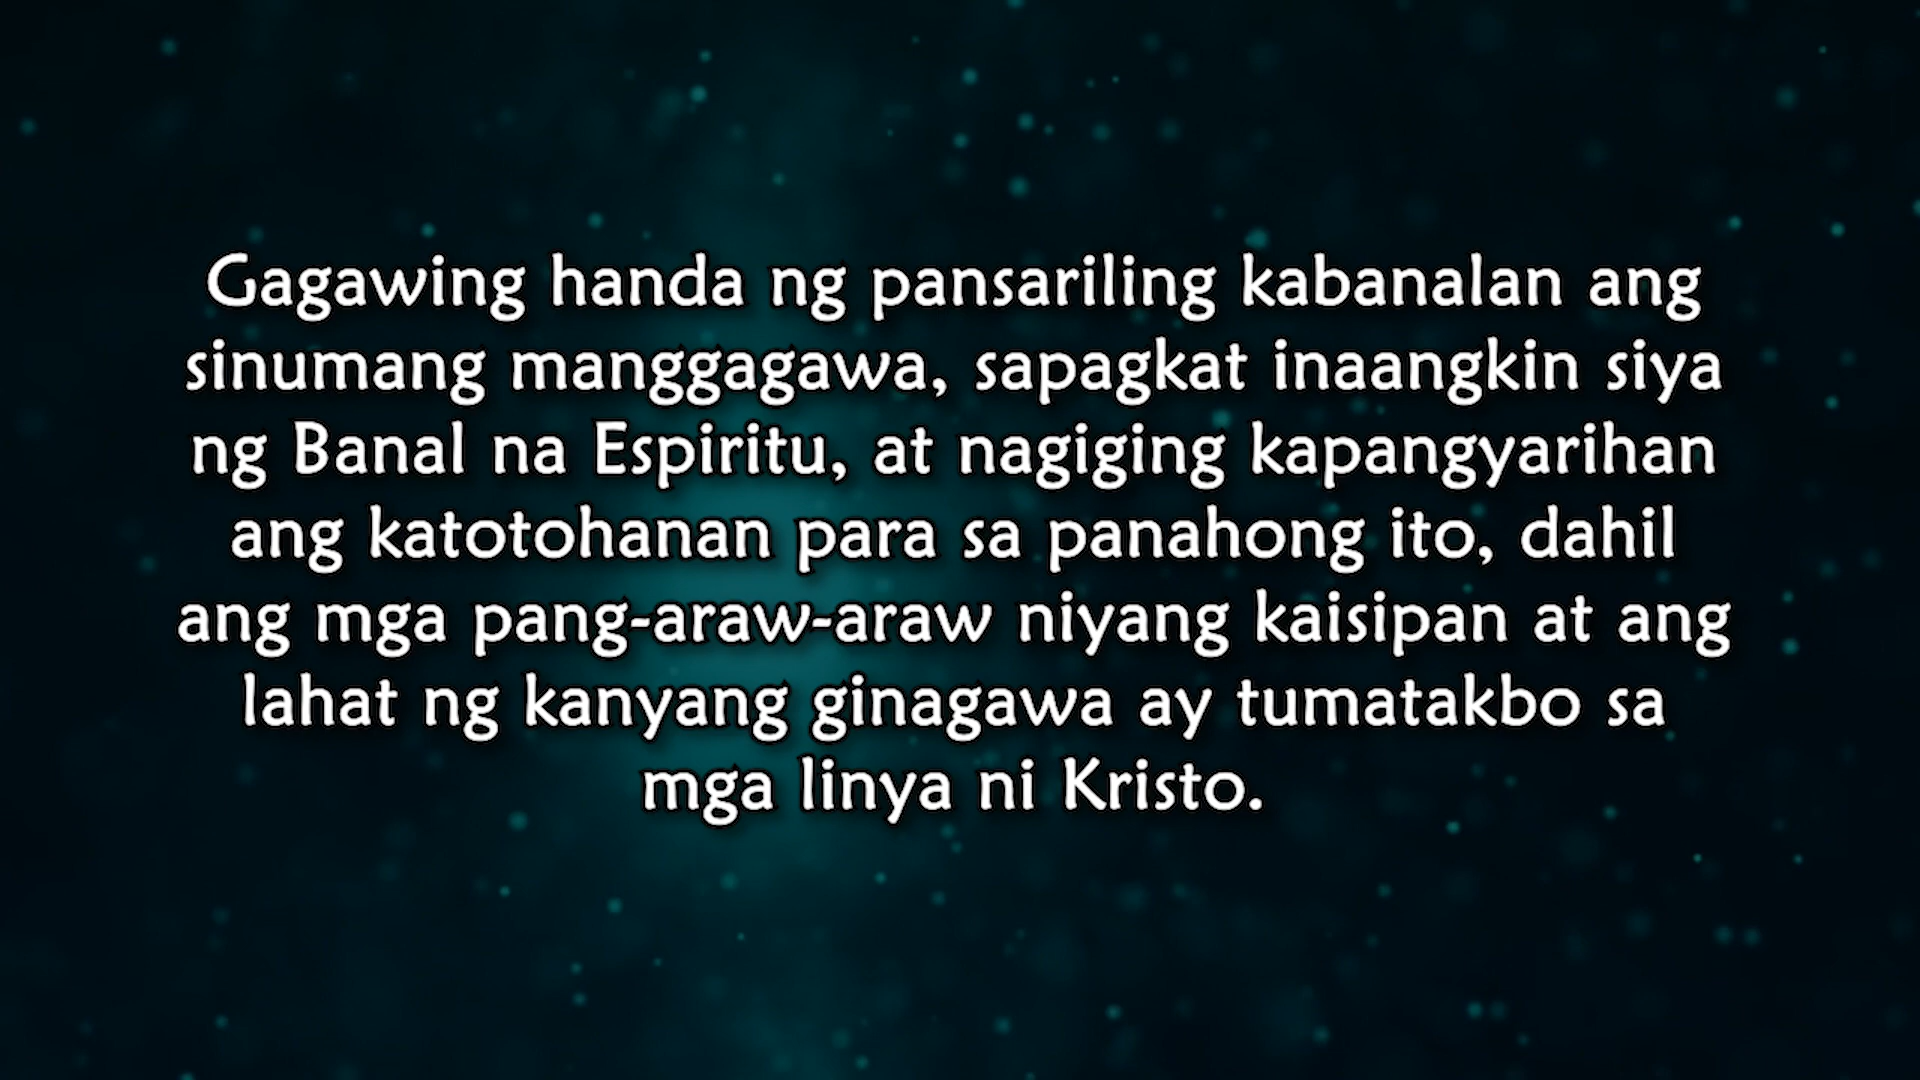 Gagawing handa ng pansariling kabanalan ang
sinumang manggagawa, sapagkat inaangkin siya
ng Banal na Espiritu, at nagiging kapangyarihan
ang katotohanan para sa panahong ito, dahil
ang mga pang-araw-araw niyang kaisipan at ang
lahat ng kanyang ginagawa ay tumatakbo sa
mga linya ni Kristo.